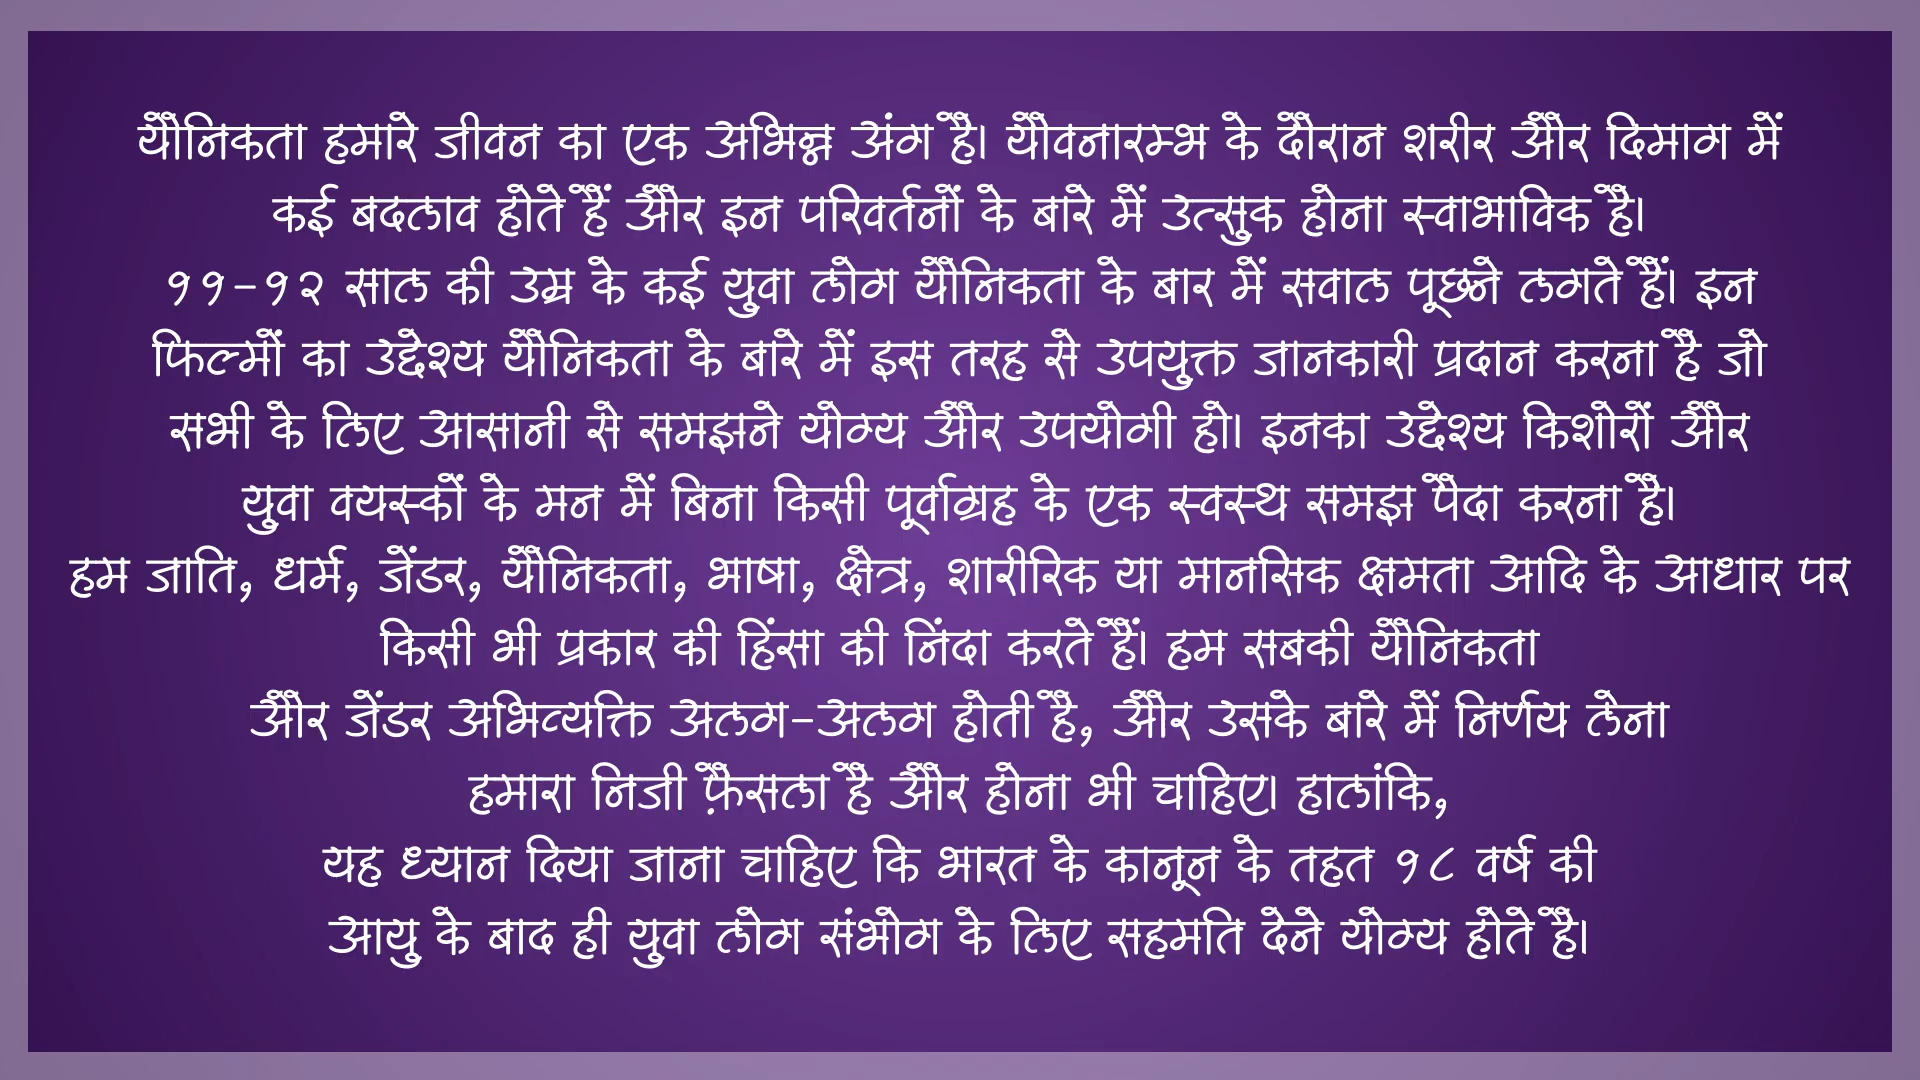 यौनिकता हमारे जीवन का एक अभिन्न अंग है। यौवनारम्भ के दौरान शरीर और दिमाग में
कई बदलाव होते हैं और इन परिवर्तनों के बारे में उत्सुक होना स्वाभाविक है।
११-१२ साल की उम्र के कई युवा लोग यौनिकता के बार में सवाल पूछने लगते हैं। इन
फिल्मों का उद्देश्य यौनिकता के बारे में इस तरह से उपयुक्त जानकारी प्रदान करना है जो
सभी के लिए आसानी से समझने योग्य और उपयोगी हो। इनका उद्देश्य किशोरों और
युवा वयस्कों के मन में बिना किसी पूर्वाग्रह के एक स्वस्थ समझ पैदा करना है।
हम जाति, धर्म, जेंडर, यौनिकता, भाषा, क्षेत्र, शारीरिक या मानसिक क्षमता आदि के आधार पर
किसी भी प्रकार की हिंसा की निंदा करते हैं। हम सबकी यौनिकता
और जेंडर अभिव्यक्ति अलग-अलग होती है, और उसके बारे में निर्णय लेना
हमारा निजी फ़ैसला है और होना भी चाहिए। हालांकि,
यह ध्यान दिया जाना चाहिए कि भारत के कानून के तहत १८ वर्ष की
आयु के बाद ही युवा लोग संभोग के लिए सहमति देने योग्य होते है।